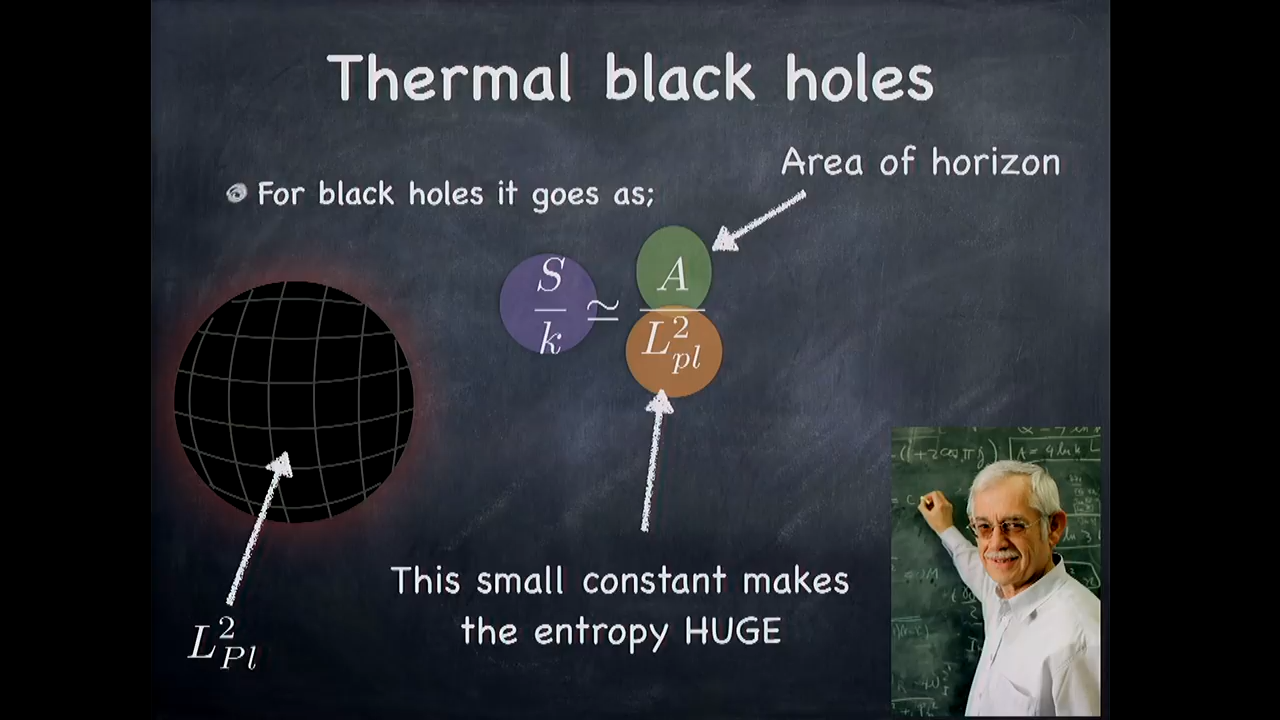 Thermal black holes
Area of horizon
For black holes it goes as;
S/k ≃ A/L²_pl
L²_Pl
This small constant makes
the entropy HUGE